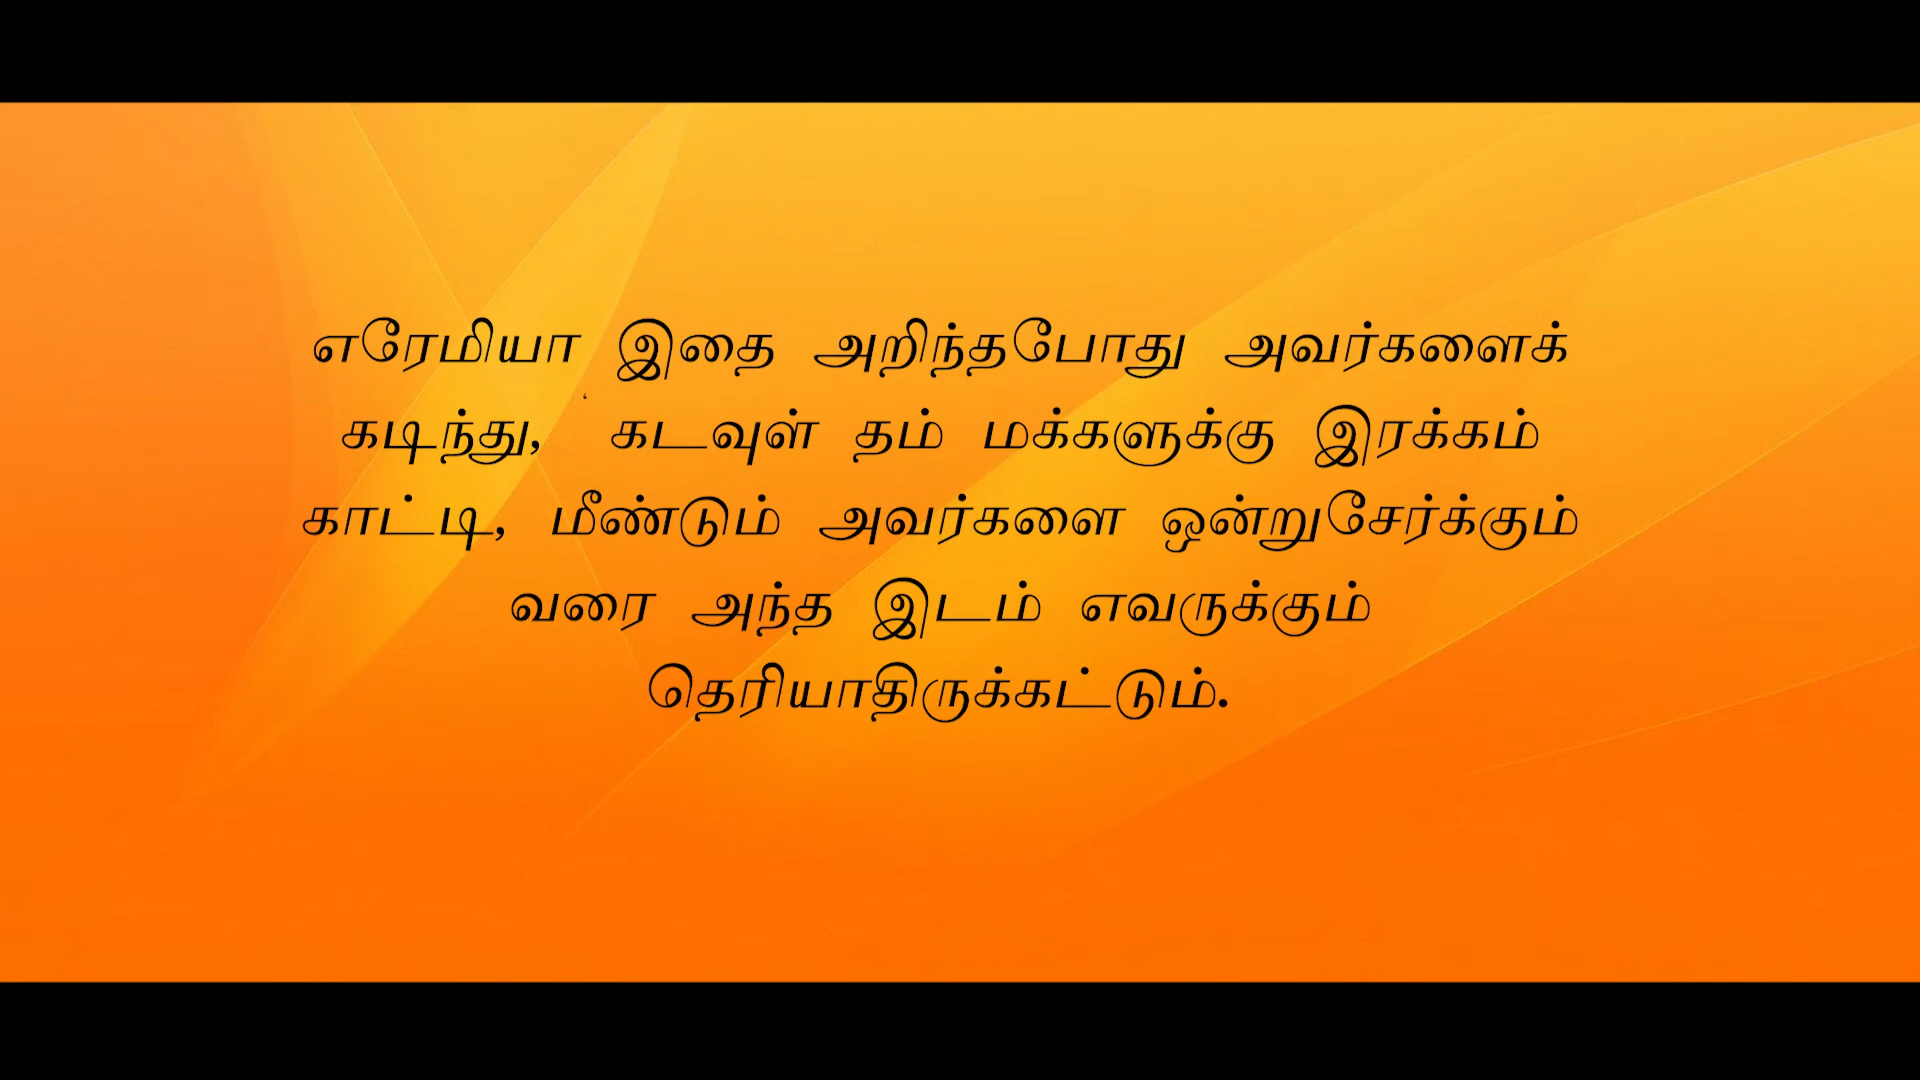 எரேமியா இதை அறிந்தபோது அவர்களைக்
கடிந்து, ' கடவுள் தம் மக்களுக்கு இரக்கம்
காட்டி, மீண்டும் அவர்களை ஒன்றுசேர்க்கும்
வரை அந்த இடம் எவருக்கும்
தெரியாதிருக்கட்டும்.